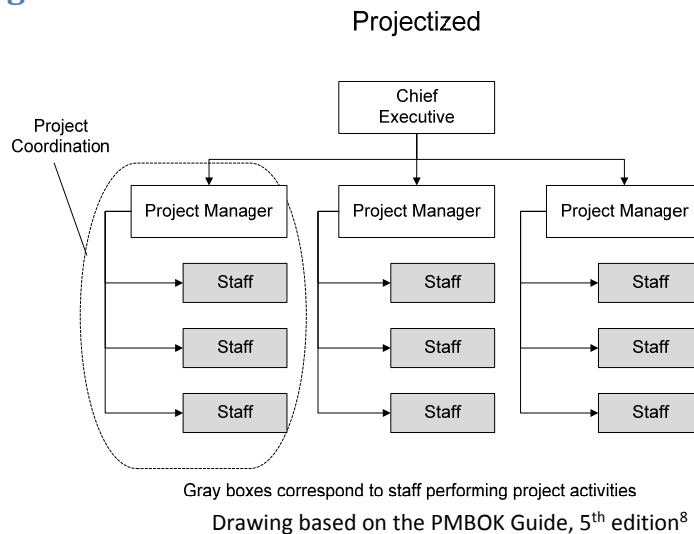 g
Projectized
Chief
Executive
Project
Coordination
Project Manager
Project Manager
Project Manager
Staff
Staff
Staff
Staff
Staff
Staff
Staff
Staff
Staff
Gray boxes correspond to staff performing project activities
Drawing based on the PMBOK Guide, 5th edition8